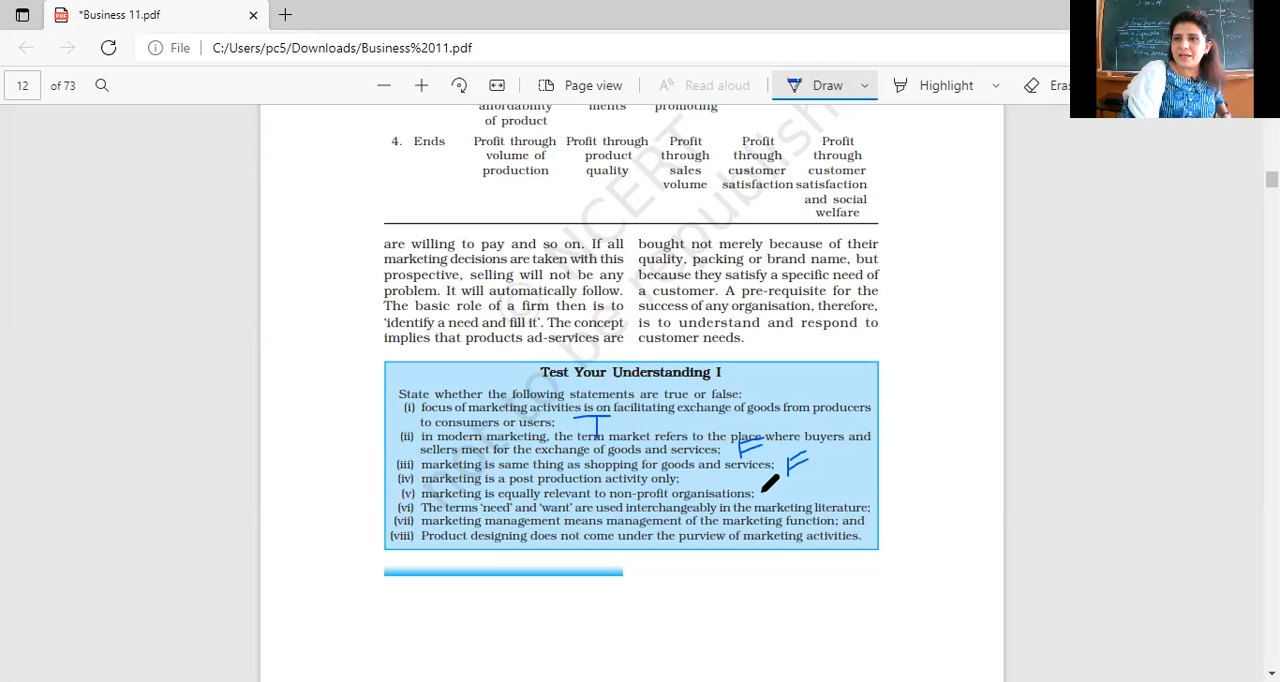 *Business 11.pdf
File
C:/Users/pc5/Downloads/Business%2011.pdf
12 of 73
Page view
Read aloud
Draw
Highlight
affordability ments promoting
of product
4. Ends Profit through Profit through Profit Profit Profit
volume of product through through through
production quality sales customer customer
volume satisfaction satisfaction
and social
welfare
are willing to pay and so on. If all
marketing decisions are taken with this
prospective, selling will not be any
problem. It will automatically follow.
The basic role of a firm then is to
'identify a need and fill it'. The concept
implies that products ad-services are
bought not merely because of their
quality, packing or brand name, but
because they satisfy a specific need of
a customer. A pre-requisite for the
success of any organisation, therefore,
is to understand and respond to
customer needs.
Test Your Understanding I
State whether the following statements are true or false:
(i) focus of marketing activities is on facilitating exchange of goods from producers
to consumers or users; T
(ii) in modern marketing, the term market refers to the place where buyers and
sellers meet for the exchange of goods and services; F
(iii) marketing is same thing as shopping for goods and services; F
(iv) marketing is a post production activity only;
(v) marketing is equally relevant to non-profit organisations;
(vi) The terms 'need' and 'want' are used interchangeably in the marketing literature;
(vii) marketing management means management of the marketing function; and
(viii) Product designing does not come under the purview of marketing activities.
© NCERT
not to be republish